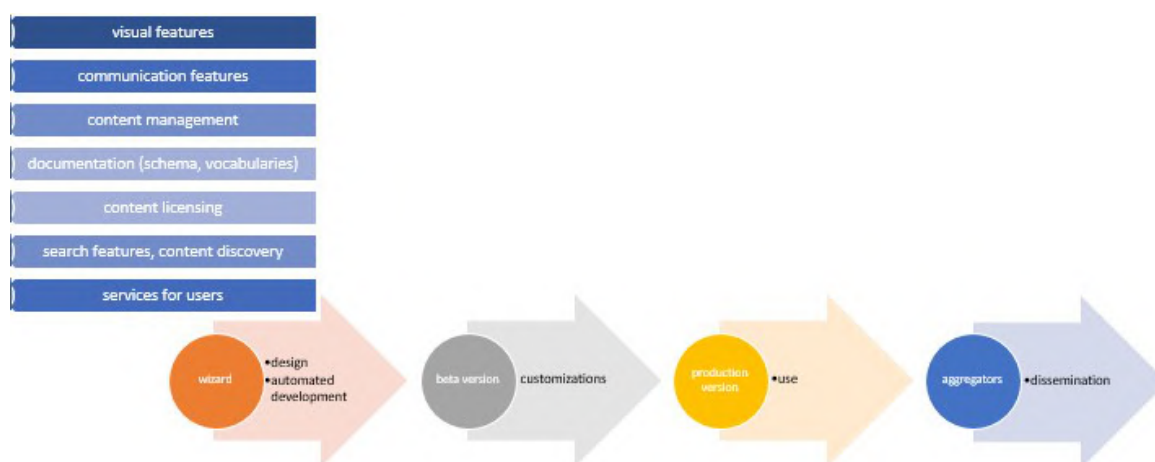 visual features
communication features
content management
documentation (schema, vocabularies)
content licensing
search features, content discovery
services for users
wizard
•design
•automated
development
beta version
customizations
production
version
•use
aggregators
•dissemination